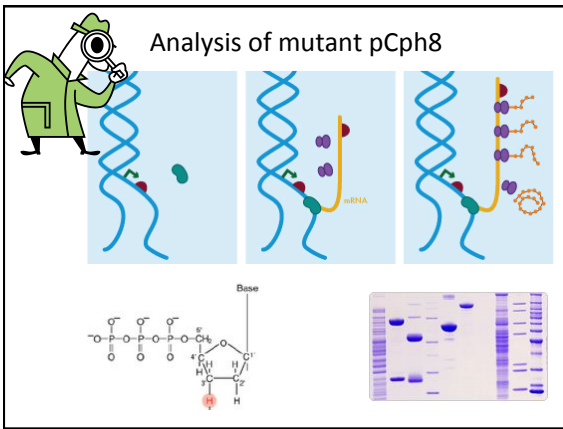 Analysis of mutant pCph8
mRNA
Base
O⁻ O⁻ O⁻ 5'
⁻O—P—O—P—O—P—O—CH₂ O
O O O 4' 1'
H H
H 3' 2'
H H